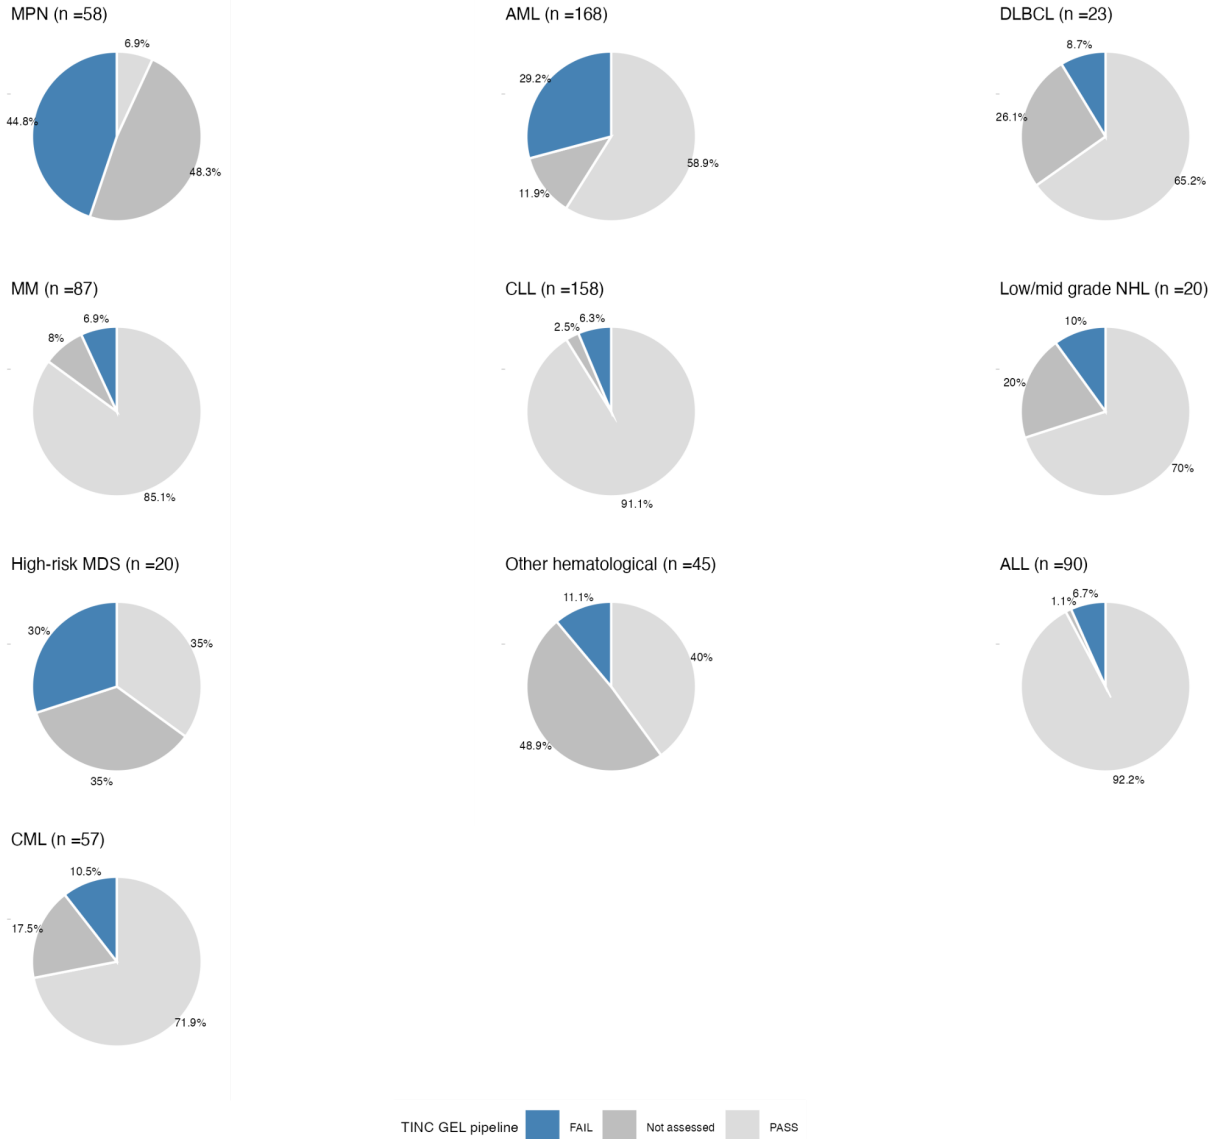 MPN (n =58)
6.9%
44.8%
48.3%
AML (n =168)
29.2%
58.9%
11.9%
DLBCL (n =23)
8.7%
26.1%
65.2%
MM (n =87)
6.9%
8%
85.1%
CLL (n =158)
6.3%
2.5%
91.1%
Low/mid grade NHL (n =20)
10%
20%
70%
High-risk MDS (n =20)
30%
35%
35%
Other hematological (n =45)
11.1%
40%
48.9%
ALL (n =90)
6.7%
1.1%
92.2%
CML (n =57)
10.5%
17.5%
71.9%
TINC GEL pipeline FAIL Not assessed PASS